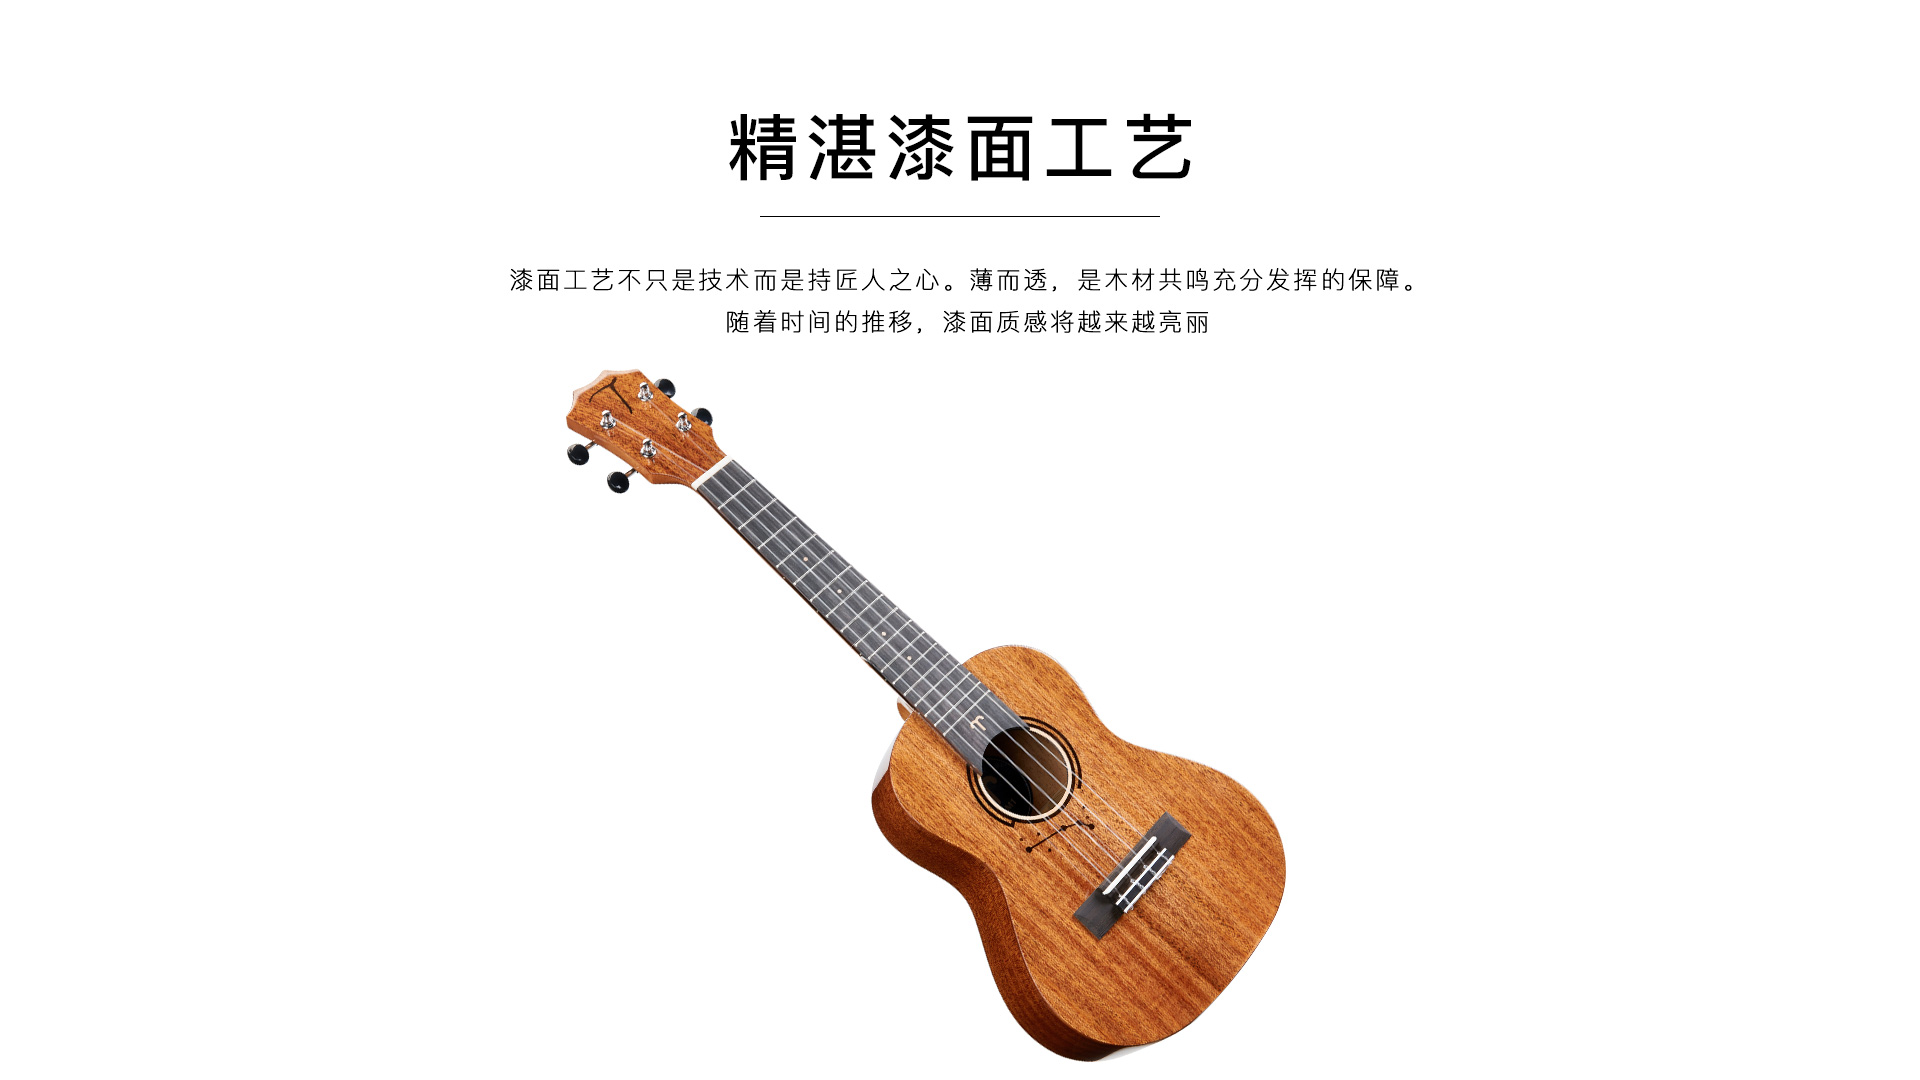 精湛漆面工艺
漆面工艺不只是技术而是持匠人之心。薄而透，是木材共鸣充分发挥的保障。
随着时间的推移，漆面质感将越来越亮丽